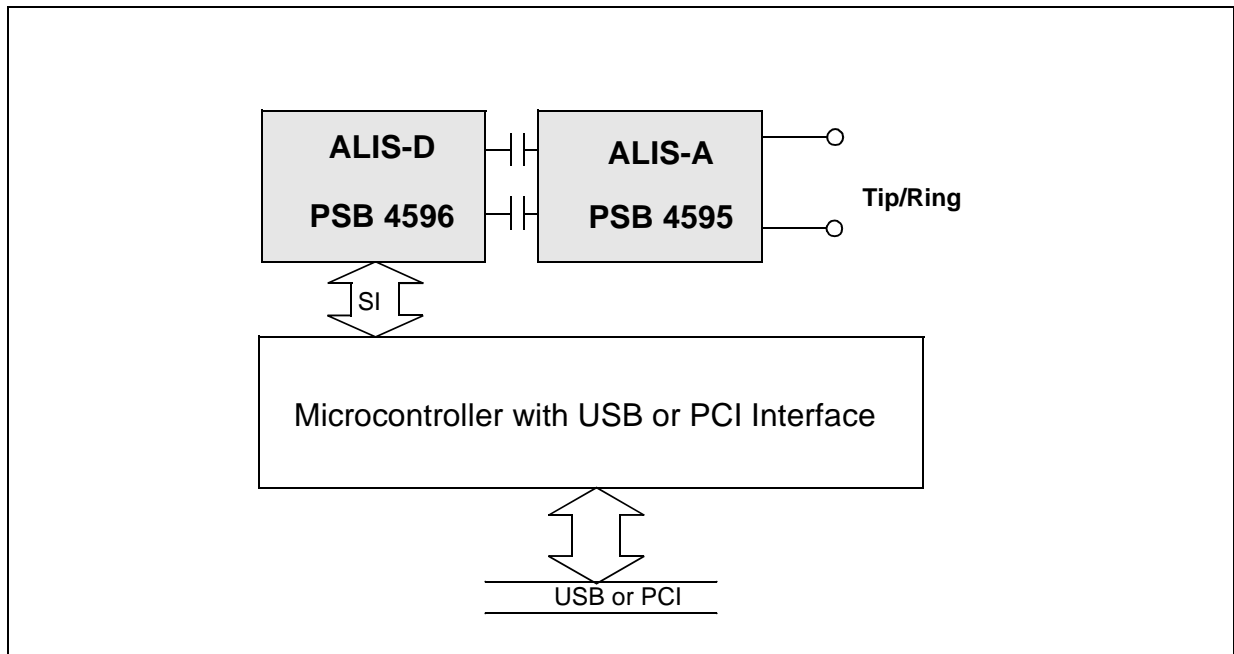 ALIS-D
PSB 4596
ALIS-A
PSB 4595
Tip/Ring
SI
Microcontroller with USB or PCI Interface
USB or PCI